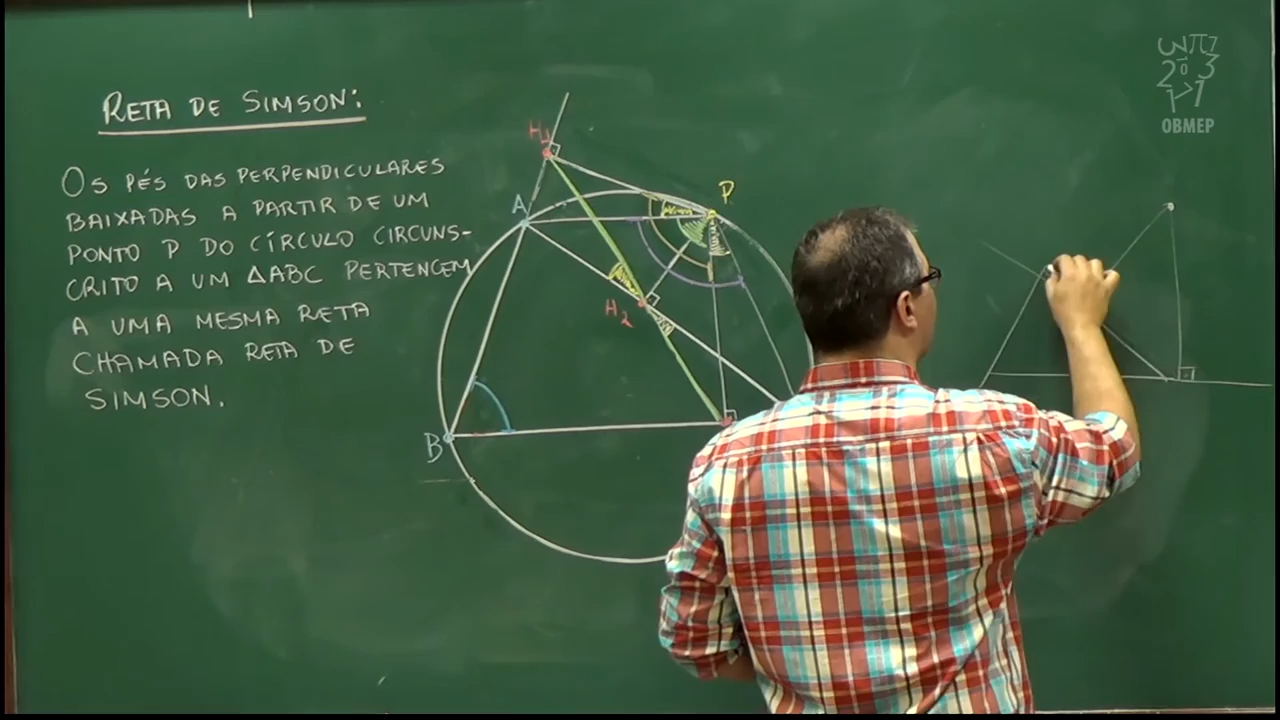 RETA DE SIMSON:
OS PÉS DAS PERPENDICULARES
BAIXADAS A PARTIR DE UM
PONTO P DO CÍRCULO CIRCUNS-
CRITO A UM ΔABC PERTENCEM
A UMA MESMA RETA
CHAMADA RETA DE
SIMSON.
H1
A
P
H2
B
OBMEP